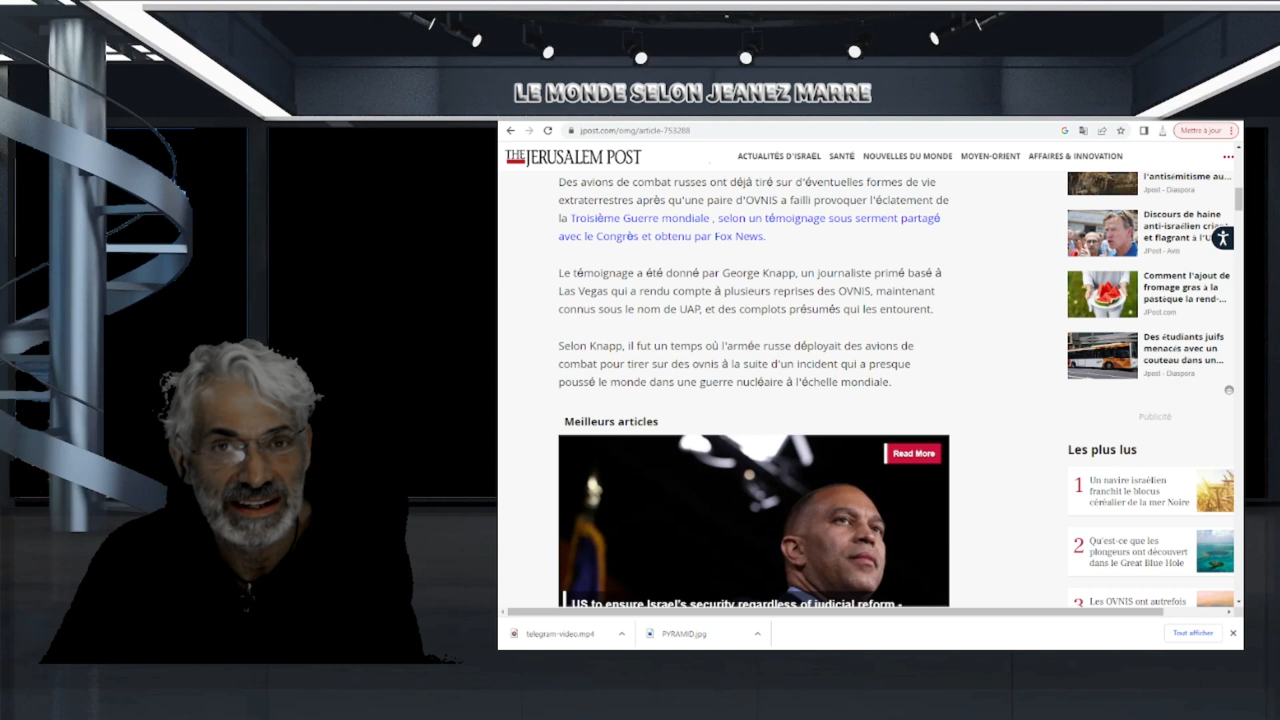 LE MONDE SELON JEANEZ MARRE
jpost.com/omg/article-753288
Mettre à jour
THE JERUSALEM POST
ACTUALITÉS D'ISRAËL SANTÉ NOUVELLES DU MONDE MOYEN-ORIENT AFFAIRES & INNOVATION
Des avions de combat russes ont déjà tiré sur d'éventuelles formes de vie
extraterrestres après qu'une paire d'OVNIS a failli provoquer l'éclatement de
la Troisième Guerre mondiale , selon un témoignage sous serment partagé
avec le Congrès et obtenu par Fox News.
Le témoignage a été donné par George Knapp, un journaliste primé basé à
Las Vegas qui a rendu compte à plusieurs reprises des OVNIS, maintenant
connus sous le nom de UAP, et des complots présumés qui les entourent.
Selon Knapp, il fut un temps où l'armée russe déployait des avions de
combat pour tirer sur des ovnis à la suite d'un incident qui a presque
poussé le monde dans une guerre nucléaire à l'échelle mondiale.
Meilleurs articles
Read More
US to ensure Israel's security regardless of judicial reform -
l'antisémitisme au...
Jpost - Diaspora
Discours de haine
anti-israélien
et flagrant à
JPost - Avis
Comment l'ajout de
fromage gras à la
pastèque la rend-...
JPost.com
Des étudiants juifs
menacés avec un
couteau dans un...
Jpost - Diaspora
Publicité
Les plus lus
1 Un navire israélien
franchit le blocus
céréalier de la mer Noire
2 Qu'est-ce que les
plongeurs ont découvert
dans le Great Blue Hole
3 Les OVNIS ont autrefois
telegram-video.mp4
PYRAMID.jpg
Tout afficher